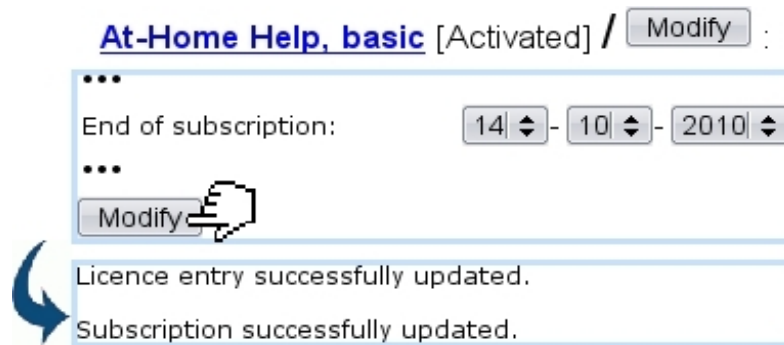 At-Home Help, basic [Activated] / Modify :
•••
End of subscription: 14 - 10 - 2010
•••
Modify
Licence entry successfully updated.
Subscription successfully updated.